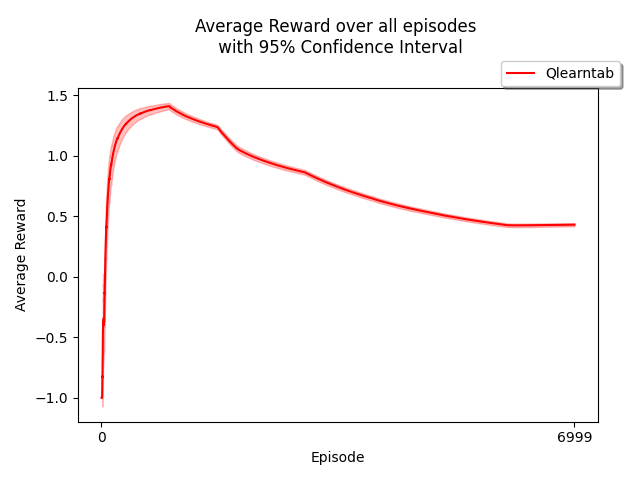 Average Reward over all episodes
with 95% Confidence Interval
Qlearntab
1.5
1.0
0.5
0.0
−0.5
−1.0
Average Reward
0
6999
Episode